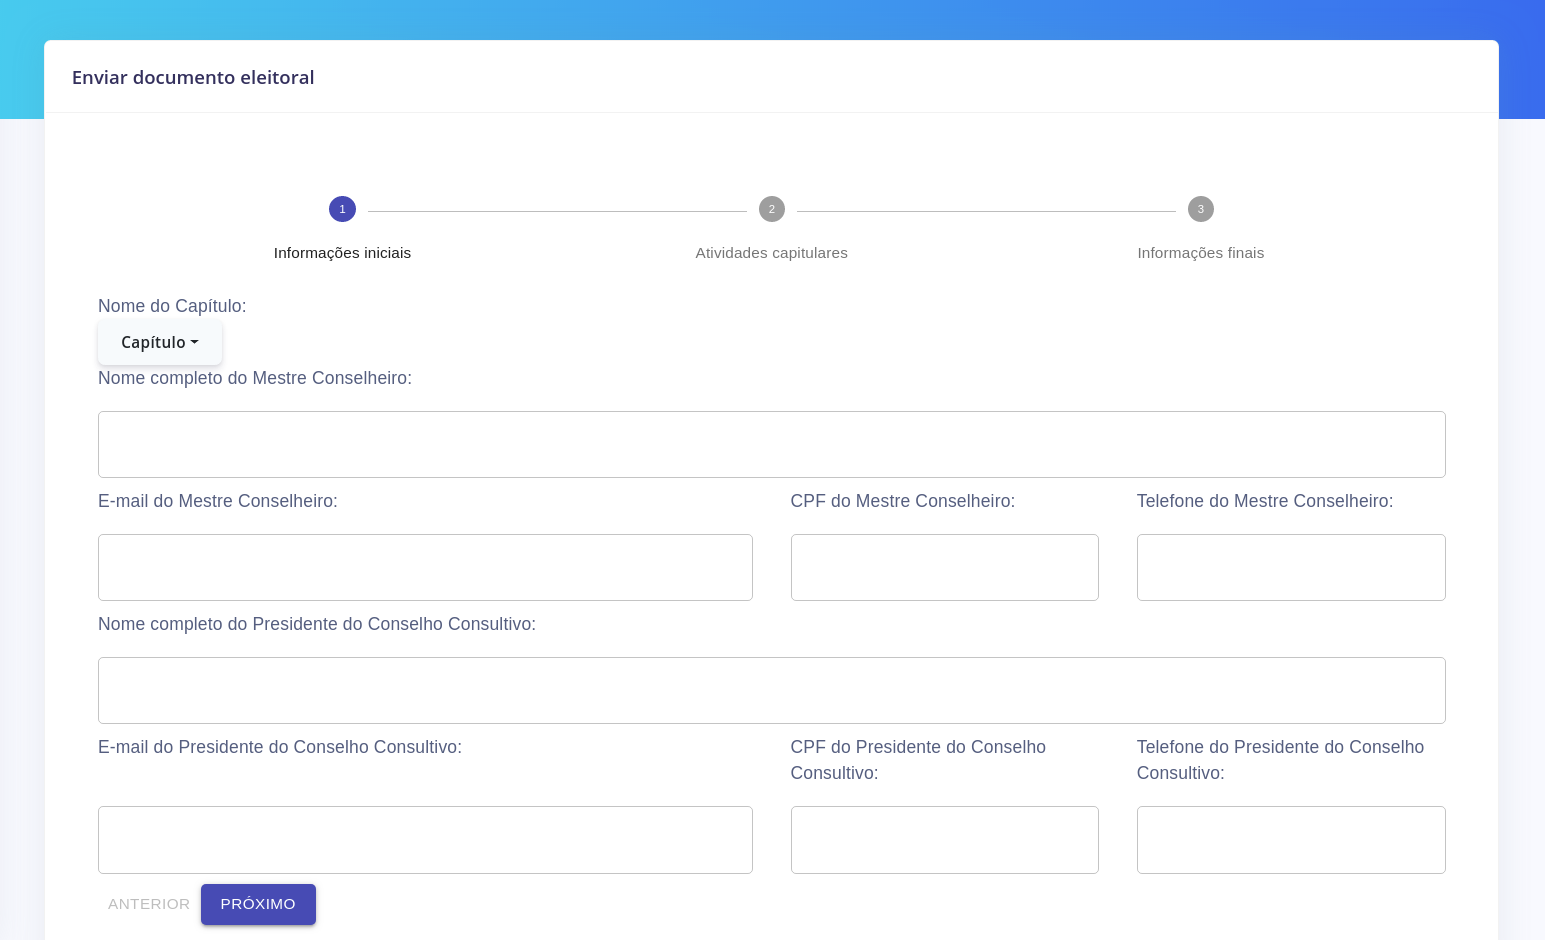 Enviar documento eleitoral
1
2
3
Informações iniciais
Atividades capitulares
Informações finais
Nome do Capítulo:
Capítulo
Nome completo do Mestre Conselheiro:
E-mail do Mestre Conselheiro:
CPF do Mestre Conselheiro:
Telefone do Mestre Conselheiro:
Nome completo do Presidente do Conselho Consultivo:
E-mail do Presidente do Conselho Consultivo:
CPF do Presidente do Conselho
Consultivo:
Telefone do Presidente do Conselho
Consultivo:
ANTERIOR
PRÓXIMO